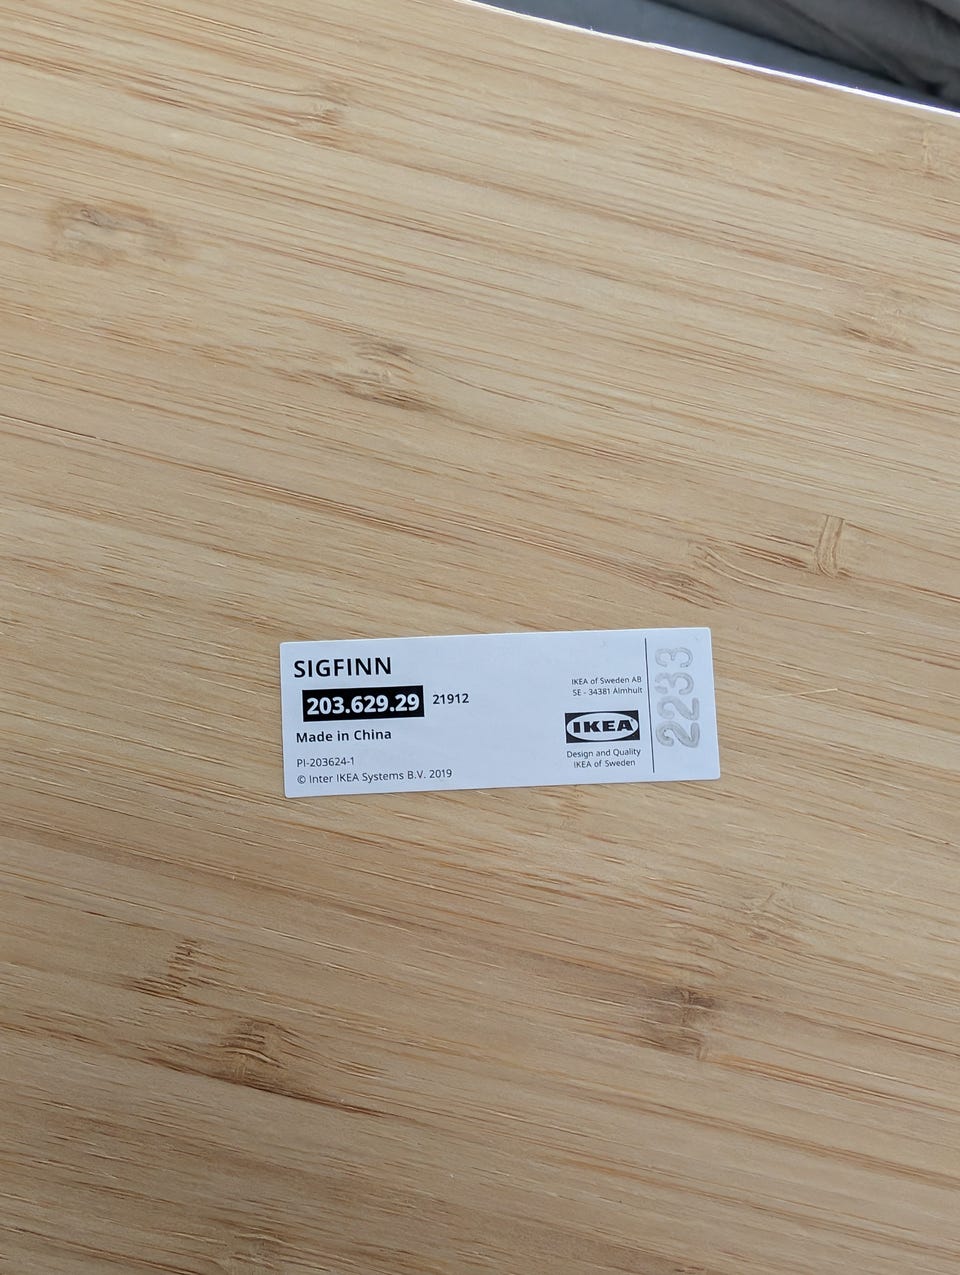 SIGFINN
203.629.29 21912
Made in China
PI-203624-1
© Inter IKEA Systems B.V. 2019
IKEA of Sweden AB
SE - 34381 Älmhult
IKEA
Design and Quality
IKEA of Sweden
2233